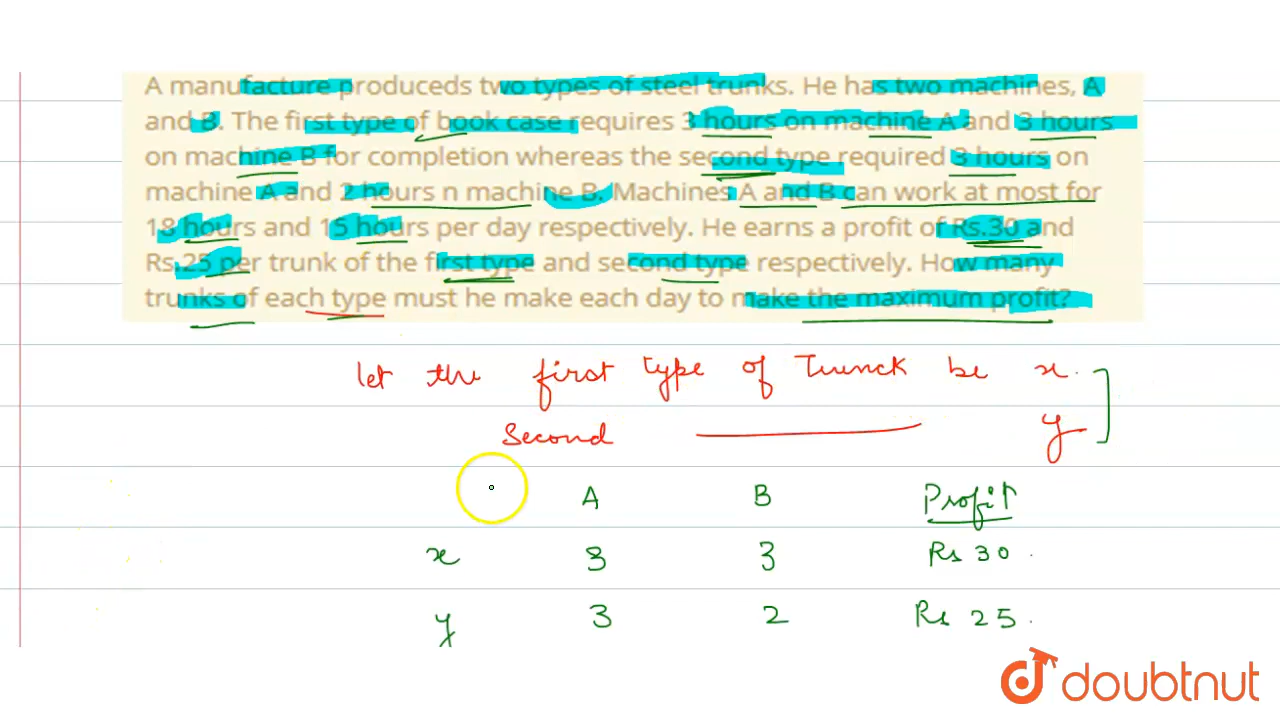 A manufacture produceds two types of steel trunks. He has two machines, A
and B. The first type of book case requires 3 hours on machine A and 3 hours
on machine B for completion whereas the second type required 3 hours on
machine A and 2 hours n machine B. Machines A and B can work at most for
18 hours and 15 hours per day respectively. He earns a profit of Rs.30 and
Rs.25 per trunk of the first type and second type respectively. How many
trunks of each type must he make each day to make the maximum profit?
let the first type of Trunck be x.
Second y
A B Profit
x 3 3 Rs 30.
y 3 2 Rs 25.
doubtnut